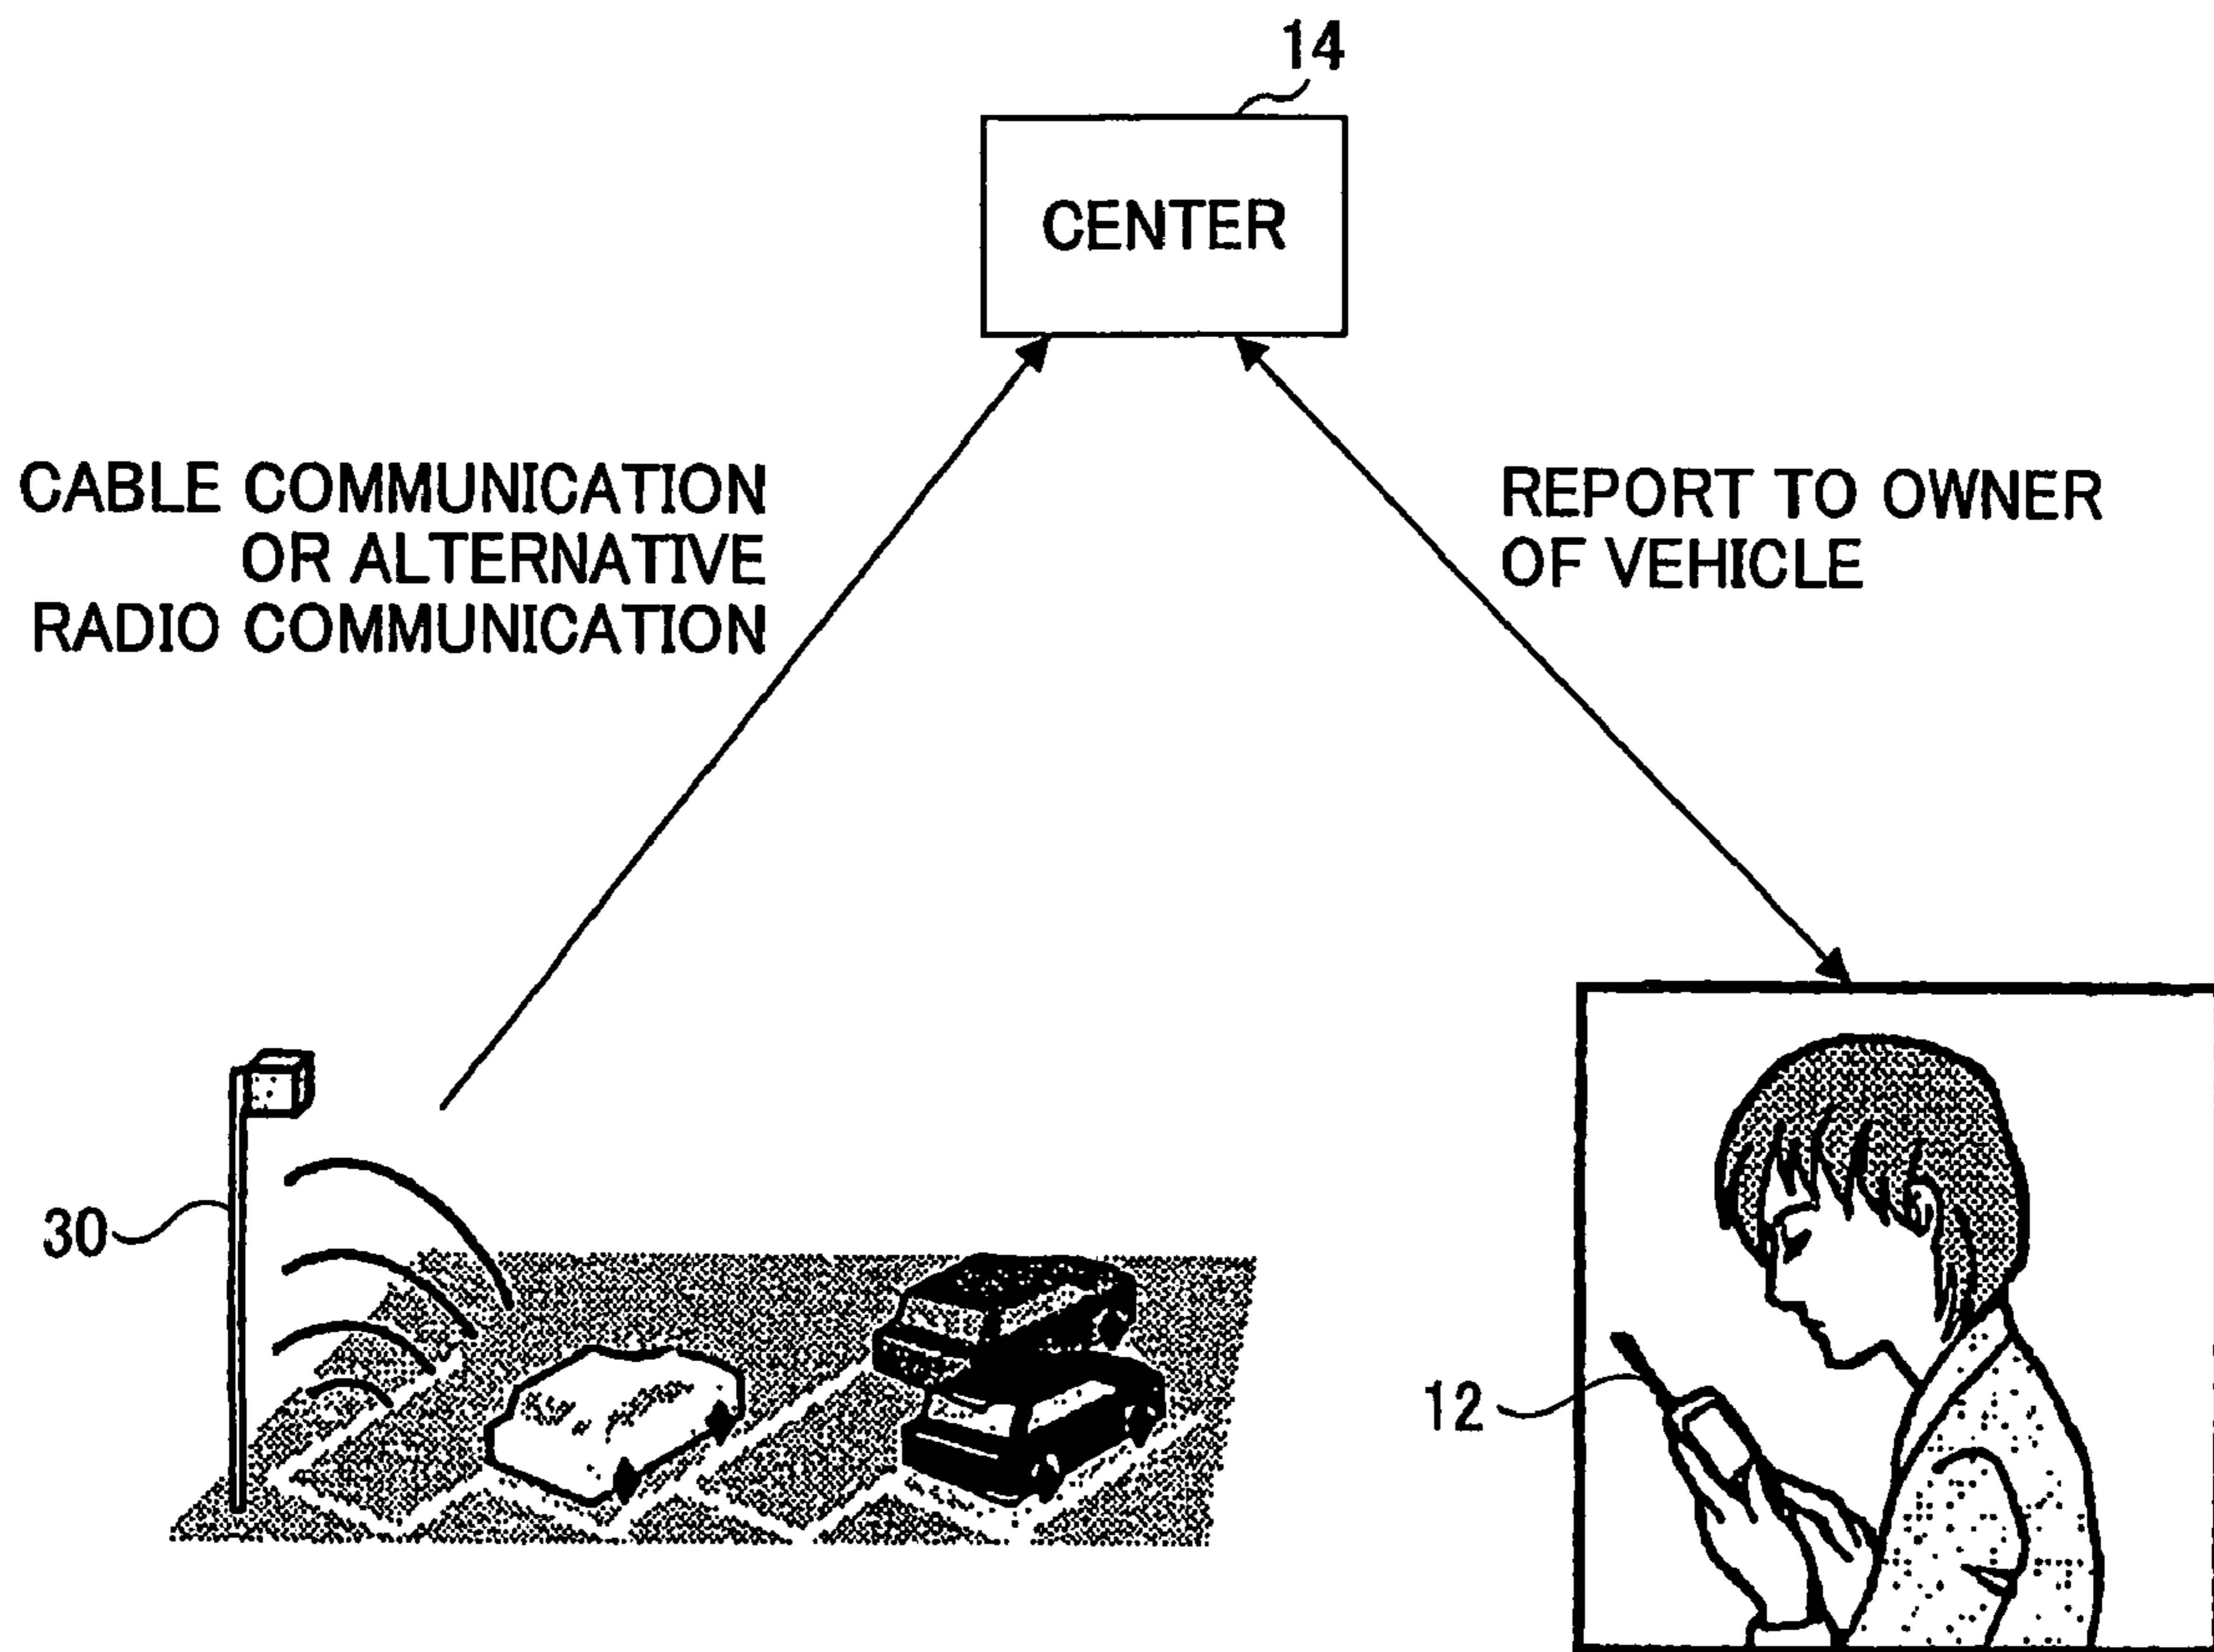 14
CENTER
CABLE COMMUNICATION
OR ALTERNATIVE
RADIO COMMUNICATION
REPORT TO OWNER
OF VEHICLE
30
12